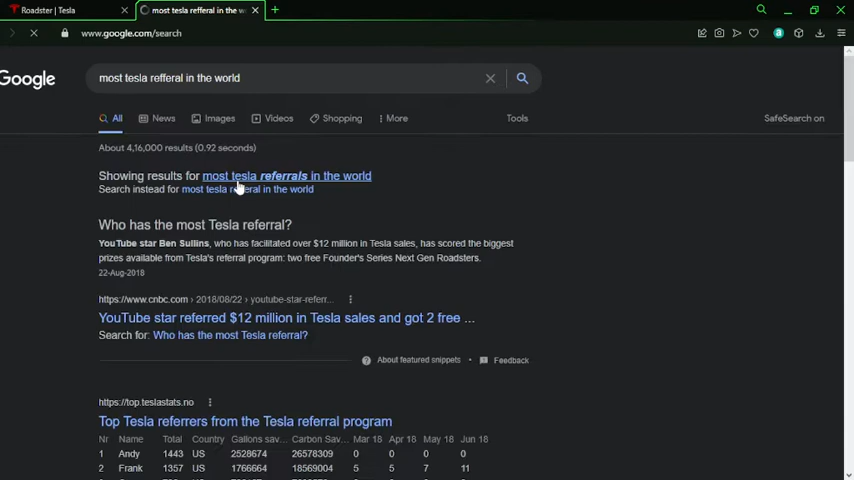 Roadster | Tesla
most tesla refferal in the w
www.google.com/search
Google
most tesla refferal in the world
All
News
Images
Videos
Shopping
More
Tools
SafeSearch on
About 4,16,000 results (0.92 seconds)
Showing results for most tesla referrals in the world
Search instead for most tesla refferal in the world
Who has the most Tesla referral?
YouTube star Ben Sullins, who has facilitated over $12 million in Tesla sales, has scored the biggest
prizes available from Tesla's referral program: two free Founder's Series Next Gen Roadsters.
22-Aug-2018
https://www.cnbc.com › 2018/08/22 › youtube-star-referr...
YouTube star referred $12 million in Tesla sales and got 2 free ...
Search for: Who has the most Tesla referral?
About featured snippets • Feedback
https://top.teslastats.no
Top Tesla referrers from the Tesla referral program
Nr Name Total Country Gallons sav... Carbon Sav... Mar 18 Apr 18 May 18 Jun 18
1 Andy 1443 US 2528674 26578309 0 0 0 0
2 Frank 1357 US 1766664 18569004 5 5 7 11